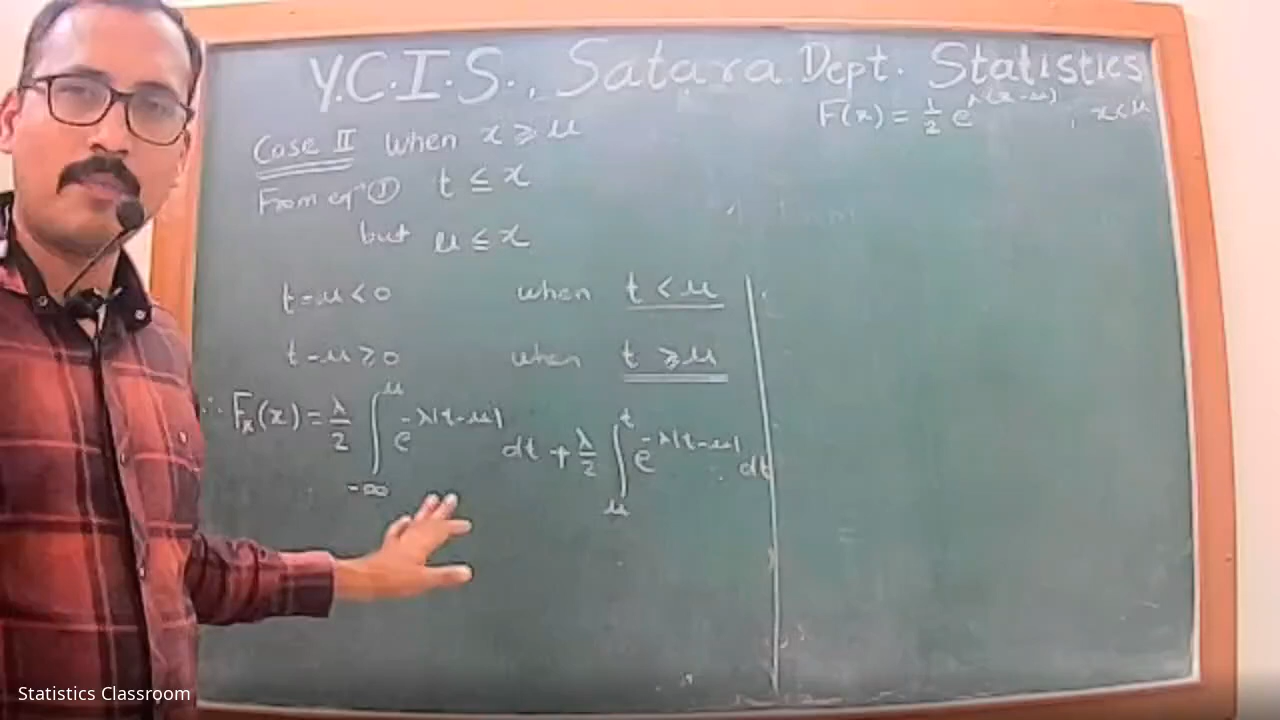 Y.C.I.S., Satara Dept. Statistics
F(x) = 1/2 e^λ(x-μ) , x<μ
Case II When x ≥ μ
From eqⁿ ① t ≤ x
but μ ≤ x
t-μ < 0 when t < μ
t-μ ≥ 0 when t ≥ μ
∴ Fₓ(x) = λ/2 ∫_{-∞}^{μ} e^{-λ|t-μ|} dt + λ/2 ∫_{μ}^{t} e^{-λ|t-μ|} dt
Statistics Classroom